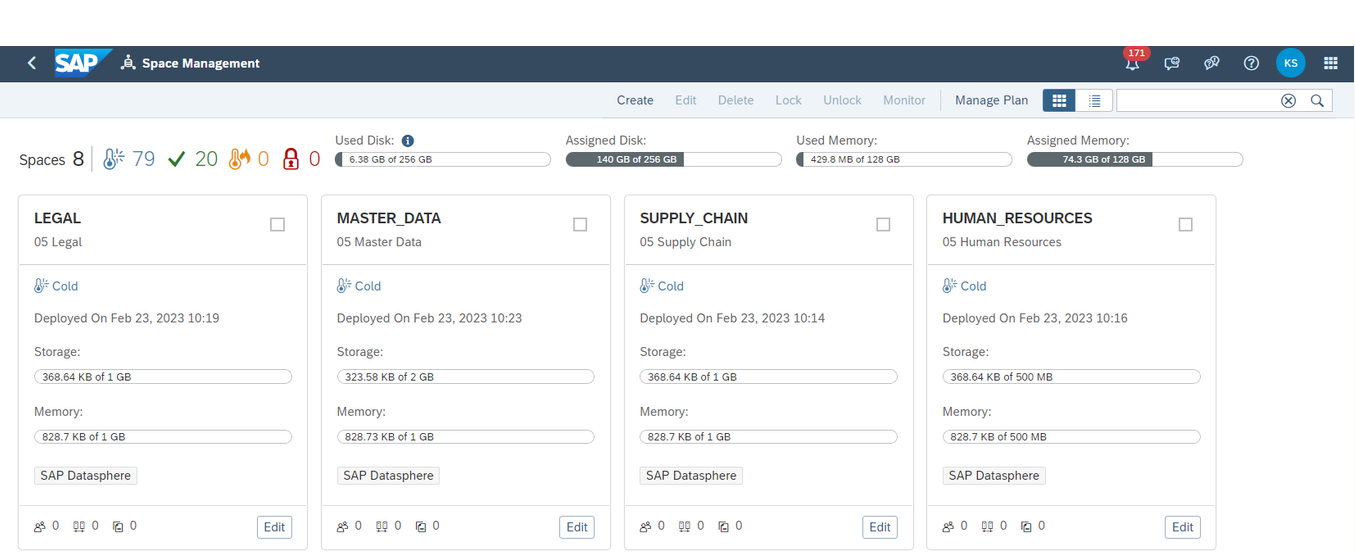 171
SAP Space Management KS
Create Edit Delete Lock Unlock Monitor Manage Plan
Used Disk: Assigned Disk: Used Memory: Assigned Memory:
Spaces 8 79 20 0 0 6.38 GB of 256 GB 140 GB of 256 GB 429.8 MB of 128 GB 74.3 GB of 128 GB
LEGAL
05 Legal
Cold
Deployed On Feb 23, 2023 10:19
Storage:
368.64 KB of 1 GB
Memory:
828.7 KB of 1 GB
SAP Datasphere
0 0 0 Edit
MASTER_DATA
05 Master Data
Cold
Deployed On Feb 23, 2023 10:23
Storage:
323.58 KB of 2 GB
Memory:
828.73 KB of 1 GB
SAP Datasphere
0 0 0 Edit
SUPPLY_CHAIN
05 Supply Chain
Cold
Deployed On Feb 23, 2023 10:14
Storage:
368.64 KB of 1 GB
Memory:
828.7 KB of 1 GB
SAP Datasphere
0 0 0 Edit
HUMAN_RESOURCES
05 Human Resources
Cold
Deployed On Feb 23, 2023 10:16
Storage:
368.64 KB of 500 MB
Memory:
828.7 KB of 500 MB
SAP Datasphere
0 0 0 Edit